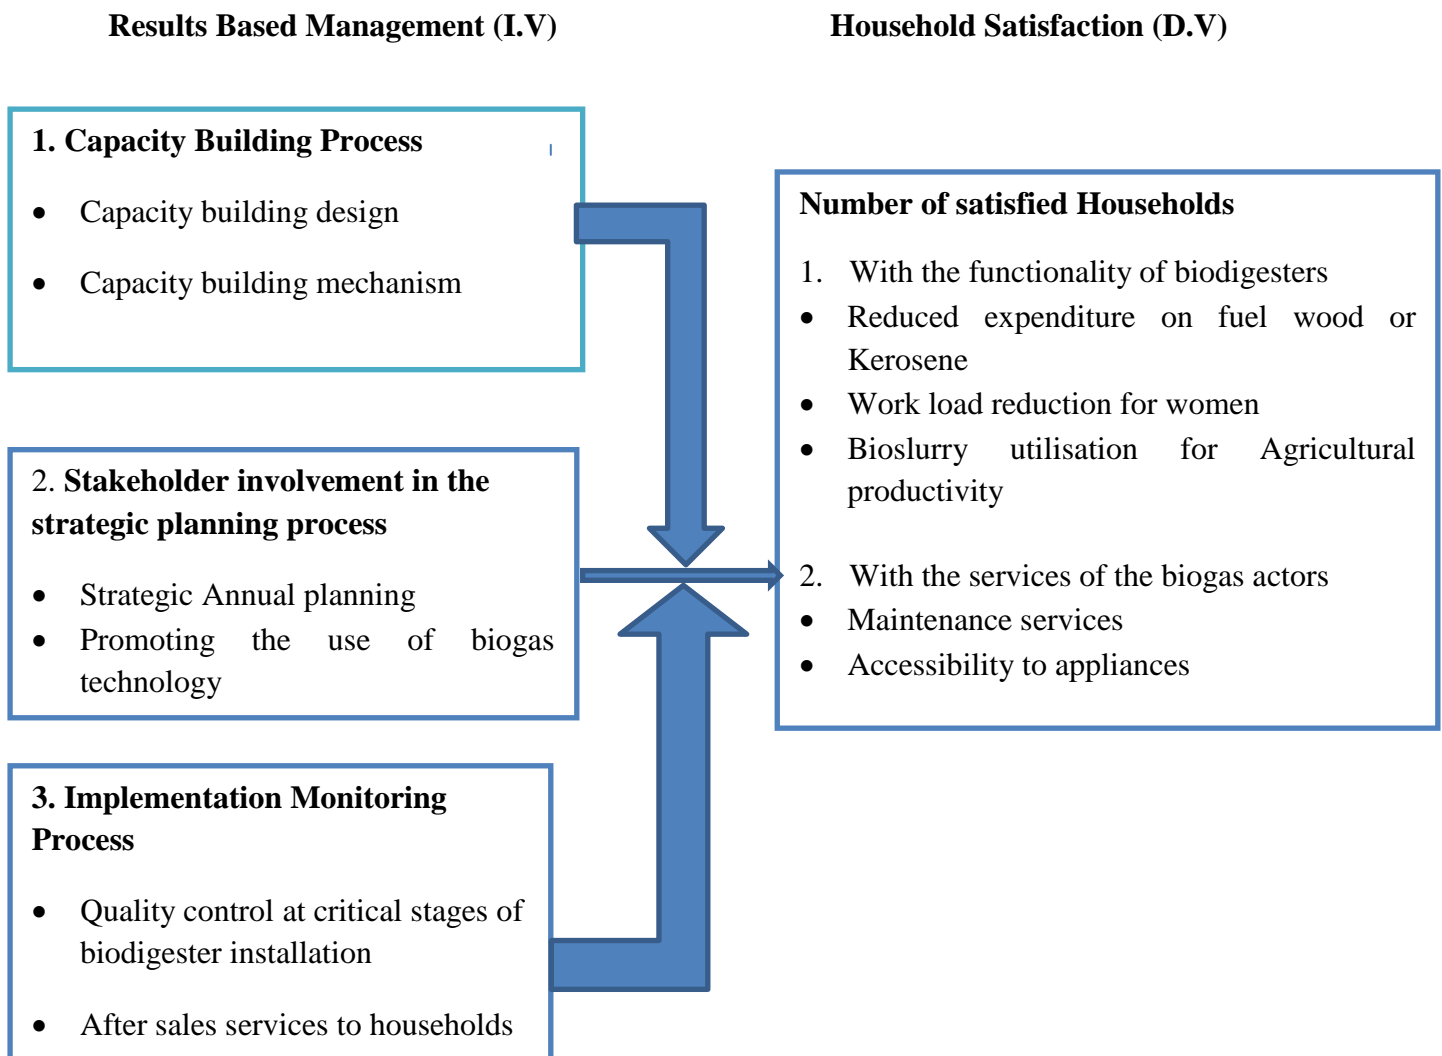 Results Based Management (I.V)
Household Satisfaction (D.V)
1. Capacity Building Process
• Capacity building design
• Capacity building mechanism
2. Stakeholder involvement in the
strategic planning process
• Strategic Annual planning
• Promoting the use of biogas
technology
3. Implementation Monitoring
Process
• Quality control at critical stages of
biodigester installation
• After sales services to households
Number of satisfied Households
1. With the functionality of biodigesters
• Reduced expenditure on fuel wood or
Kerosene
• Work load reduction for women
• Bioslurry utilisation for Agricultural
productivity
2. With the services of the biogas actors
• Maintenance services
• Accessibility to appliances